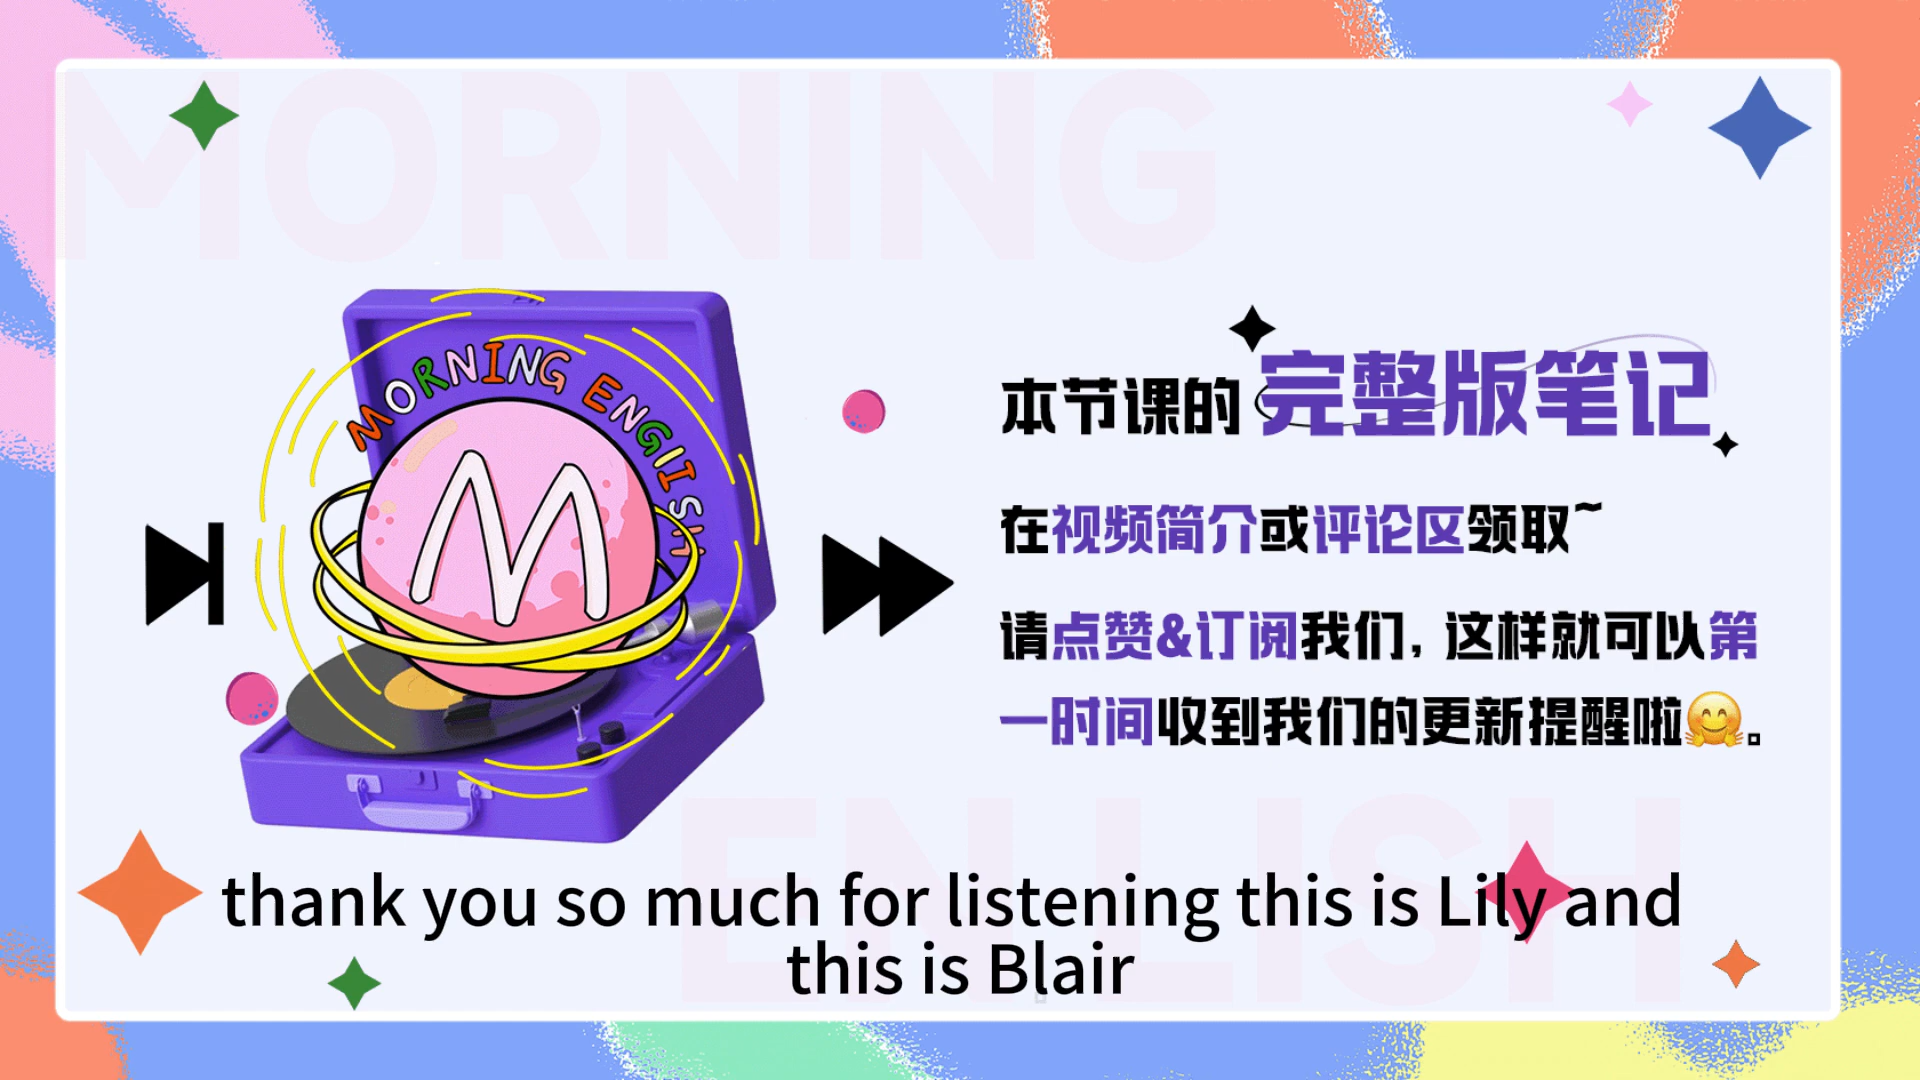 MORNING
MORNING ENGLISH
M
本节课的完整版笔记
在视频简介或评论区领取~
请点赞&订阅我们，这样就可以第
一时间收到我们的更新提醒啦🤗。
ENGLISH
thank you so much for listening this is Lily and
this is Blair